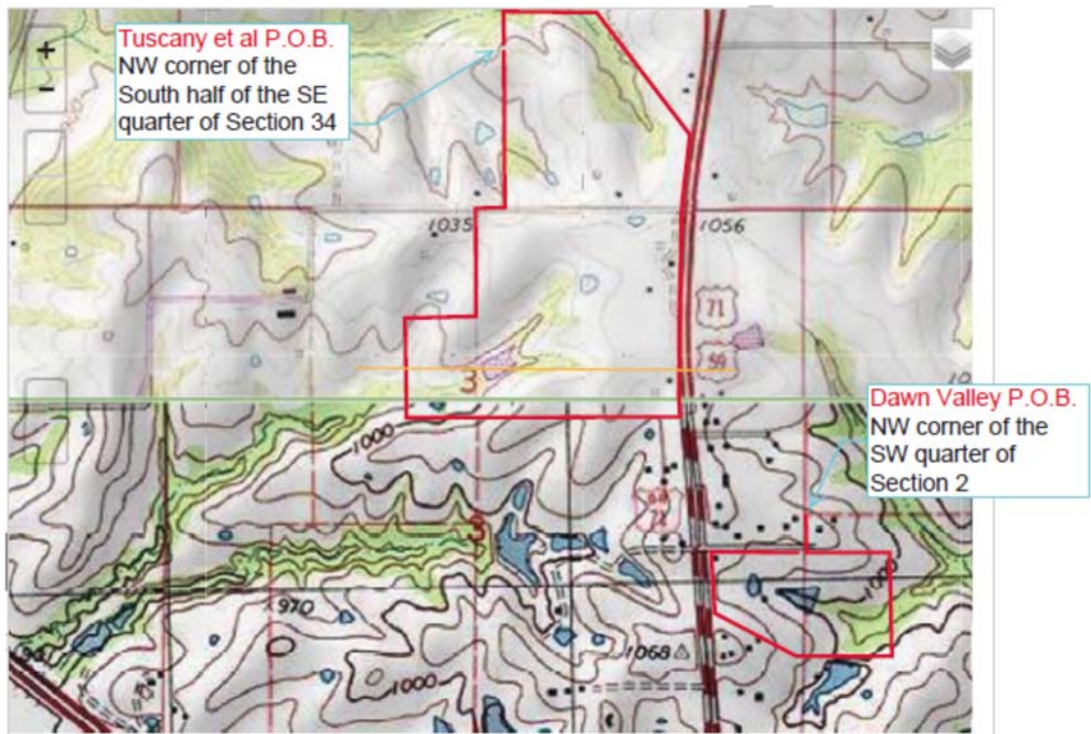 +
-
Tuscany et al P.O.B.
NW corner of the
South half of the SE
quarter of Section 34
1035
1056
71
59
3
Dawn Valley P.O.B.
NW corner of the
SW quarter of
Section 2
1000
3
1000
970
1068
1000